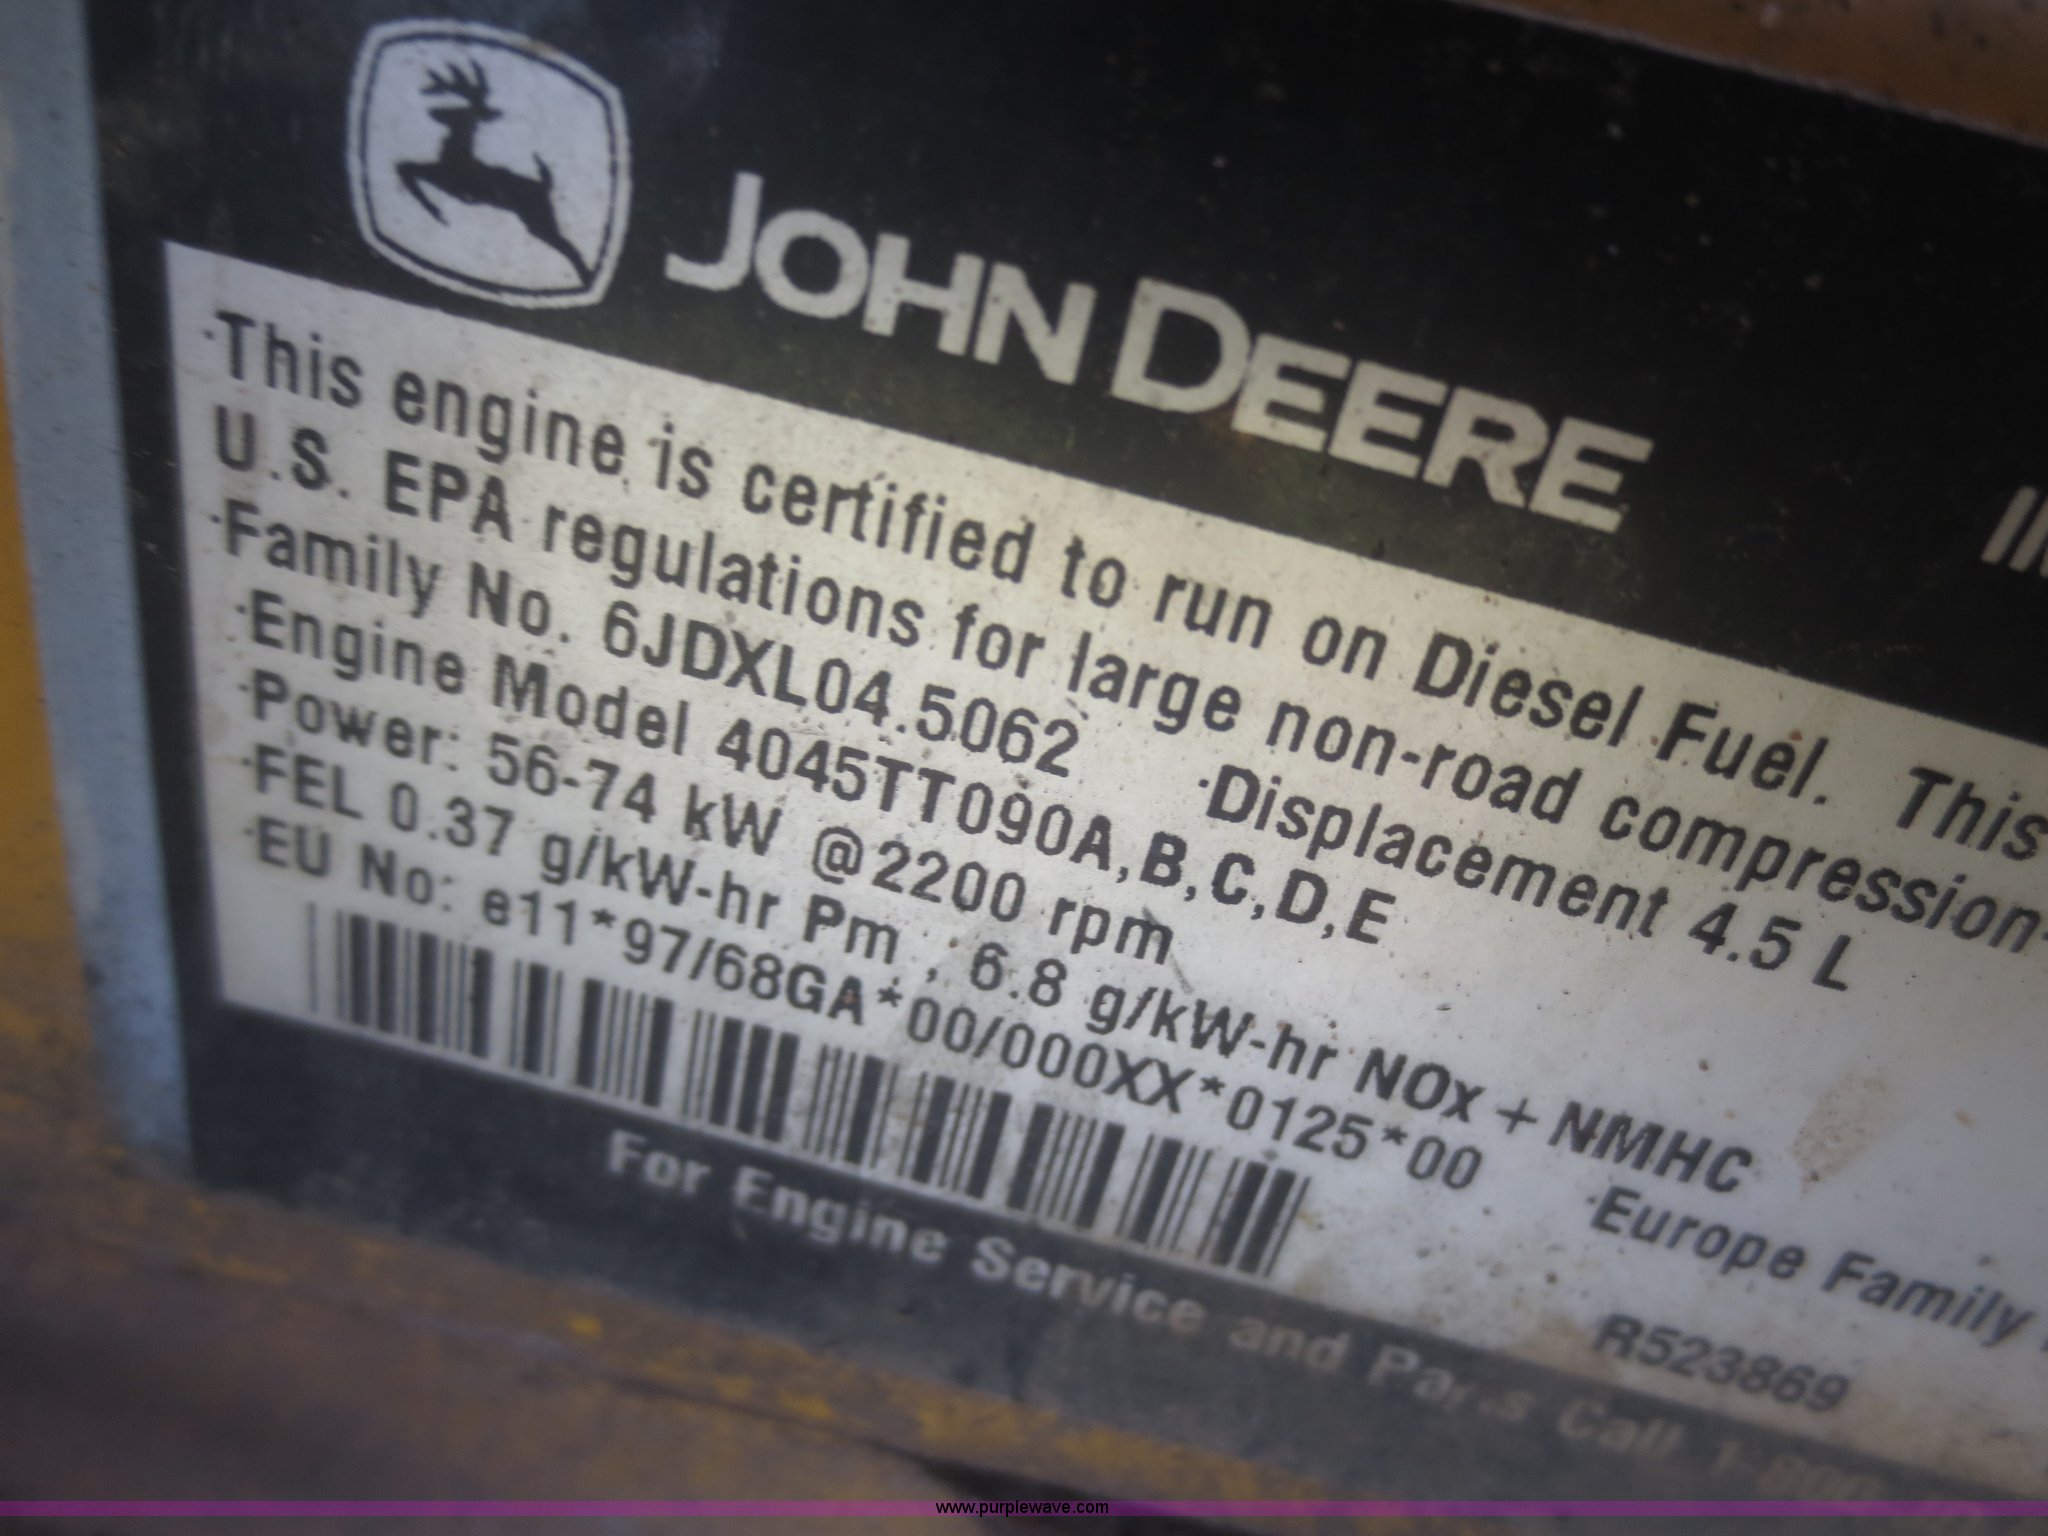 JOHN DEERE
·This engine is certified to run on Diesel Fuel. This
U.S. EPA regulations for large non-road compression-
·Family No. 6JDXL04.5062 ·Displacement 4.5 L
·Engine Model 4045TT090A,B,C,D,E
·Power: 56-74 kW @2200 rpm
·FEL 0.37 g/kW-hr Pm , 6.8 g/kW-hr NOx + NMHC
·EU No: e11*97/68GA*00/000XX*0125*00 ·Europe Family
R523869
For Engine Service and Parts Call 1-800
www.purplewave.com